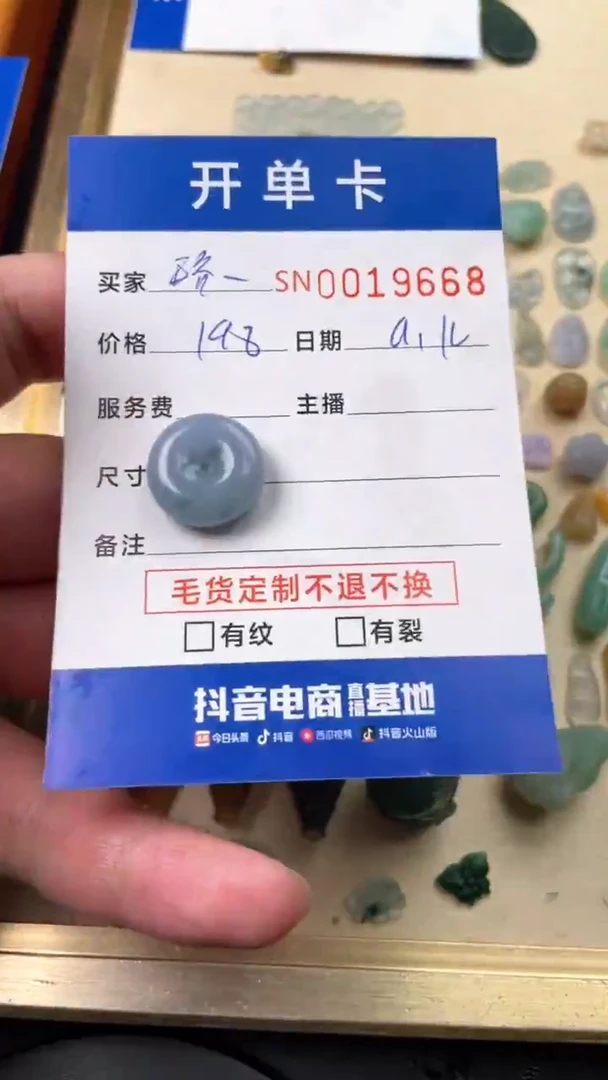 开单卡
买家 路一 SN0019668
价格 198 日期
服务费 主播
尺寸
备注
毛货定制不退不换
□有纹 □有裂
抖音电商直播基地
今日头条 抖音 西瓜视频 抖音火山版